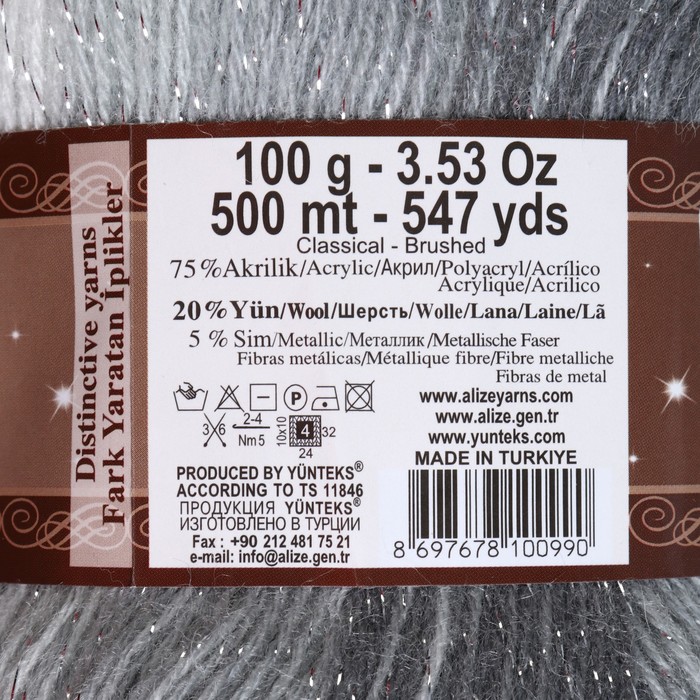 Distinctive yarns
Fark Yaratan İplikler
100 g - 3.53 Oz
500 mt - 547 yds
Classical - Brushed
75%Akrilik/Acrylic/Акрил/Polyacryl/Acrílico
Acrylique/Acrilico
20%Yün/Wool/Шерсть/Wolle/Lana/Laine/Lã
5 % Sim/Metallic/Металлик/Metallische Faser
Fibras metálicas/Métallique fibre/Fibre metalliche
Fibras de metal
P
3 6
2-4
Nm5
10x10
4
32
24
www.alizeyarns.com
www.alize.gen.tr
www.yunteks.com
MADE IN TURKIYE
PRODUCED BY YÜNTEKS®
ACCORDING TO TS 11846
ПРОДУКЦИЯ YÜNTEKS®
ИЗГОТОВЛЕНО В ТУРЦИИ
Fax : +90 212 481 75 21
e-mail: info@alize.gen.tr
8 697678 100990